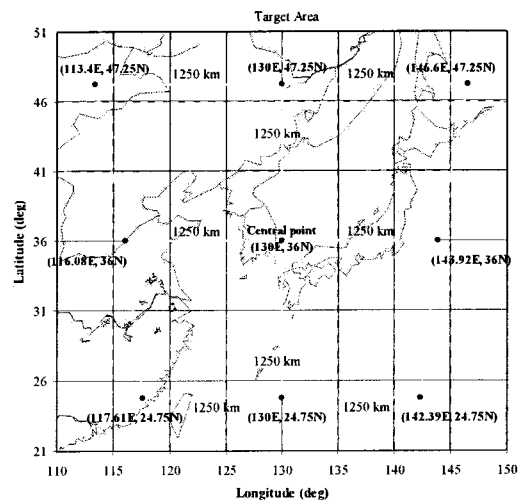 Target Area
51
(113.4E, 47.25N) 1250 km (130E, 47.25N) 1250 km (146.6E, 47.25N)
46
1250 km
41
1250 km Central point 1250 km
36 (130E, 36N)
(116.08E, 36N) (143.92E, 36N)
31
1250 km
26
(117.61E, 24.75N) 1250 km (130E, 24.75N) 1250 km (142.39E, 24.75N)
21
110 115 120 125 130 135 140 145 150
Longitude (deg)
Latitude (deg)